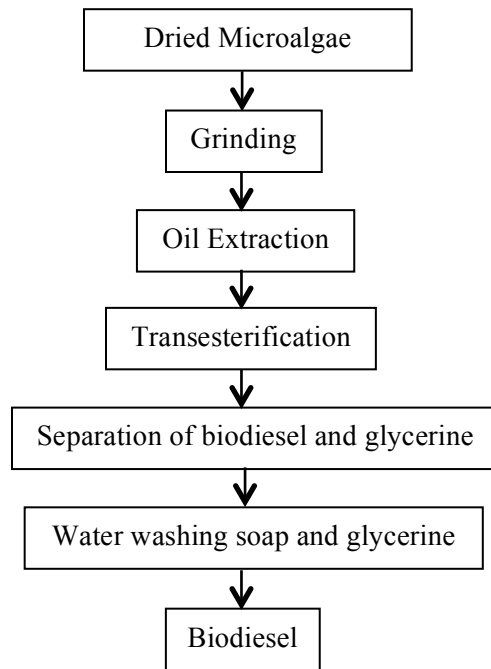 Dried Microalgae
Grinding
Oil Extraction
Transesterification
Separation of biodiesel and glycerine
Water washing soap and glycerine
Biodiesel